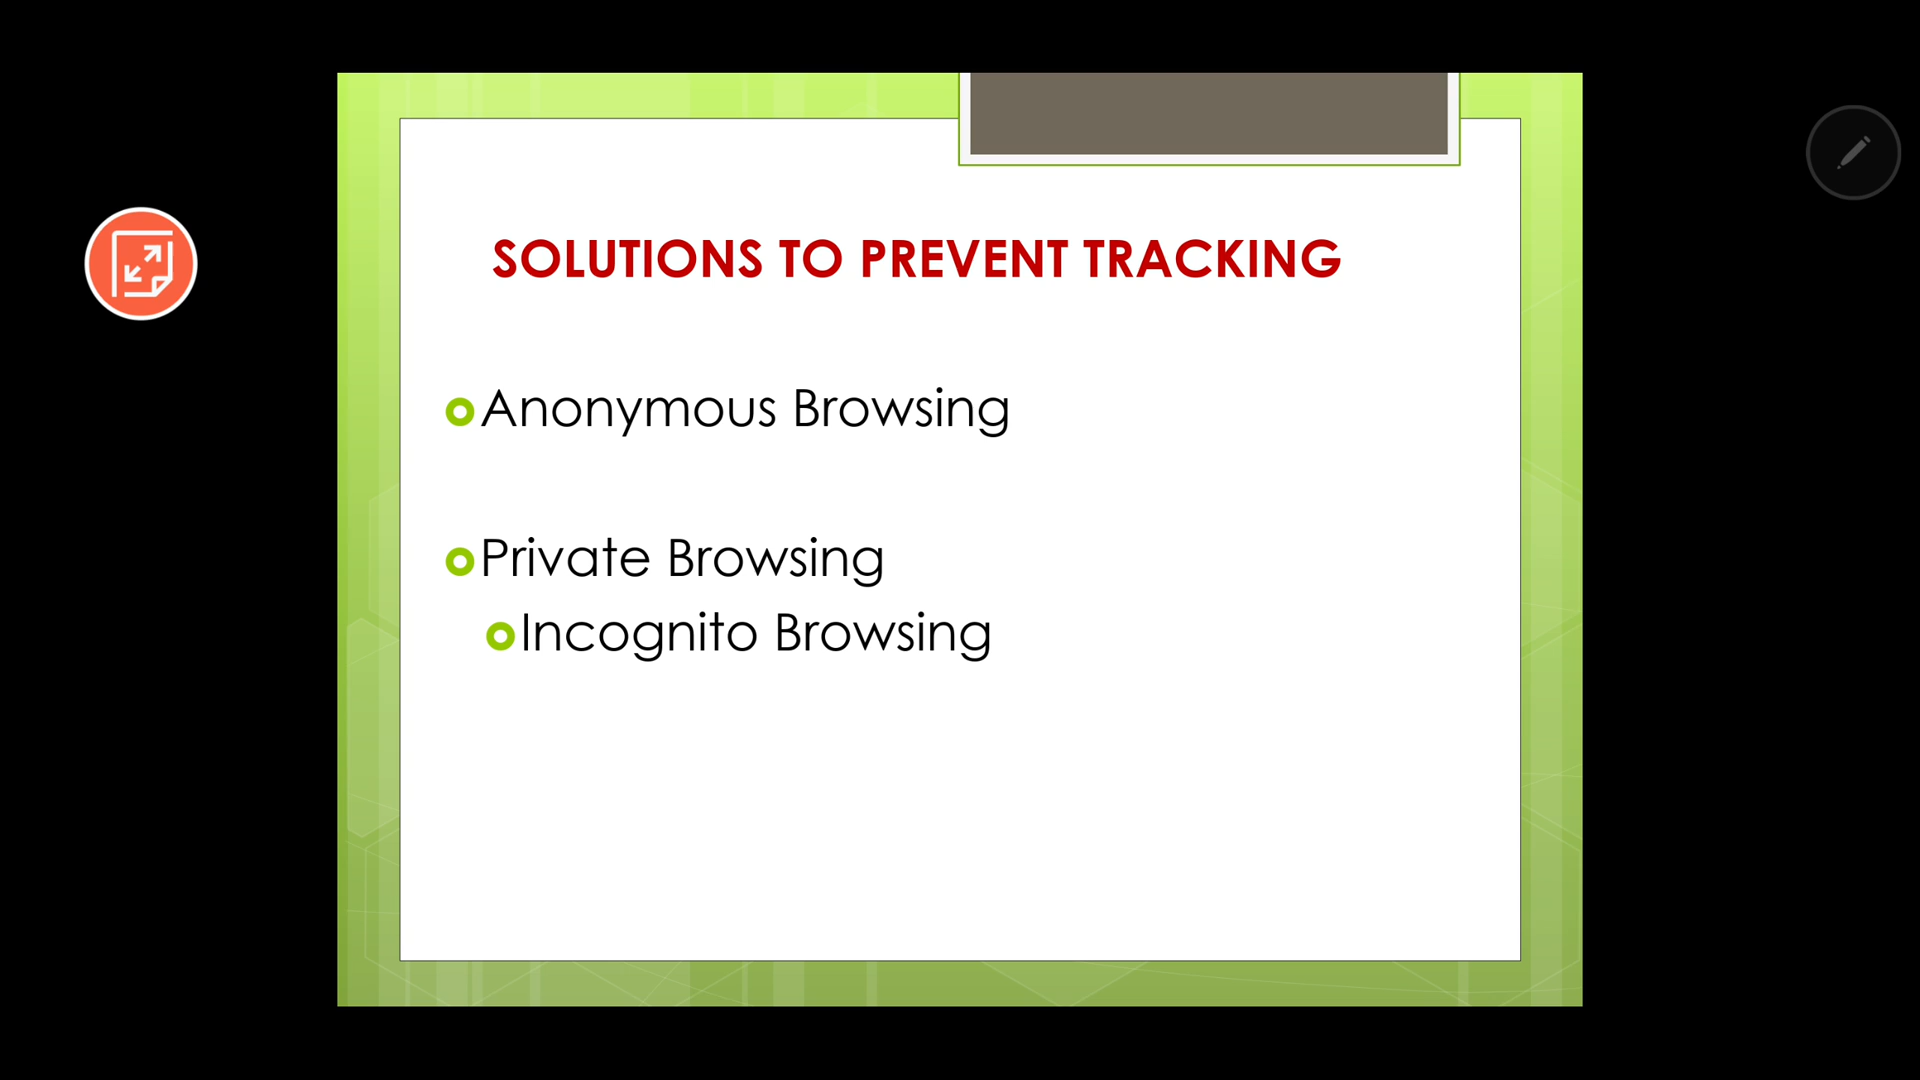 SOLUTIONS TO PREVENT TRACKING
Anonymous Browsing
Private Browsing
Incognito Browsing